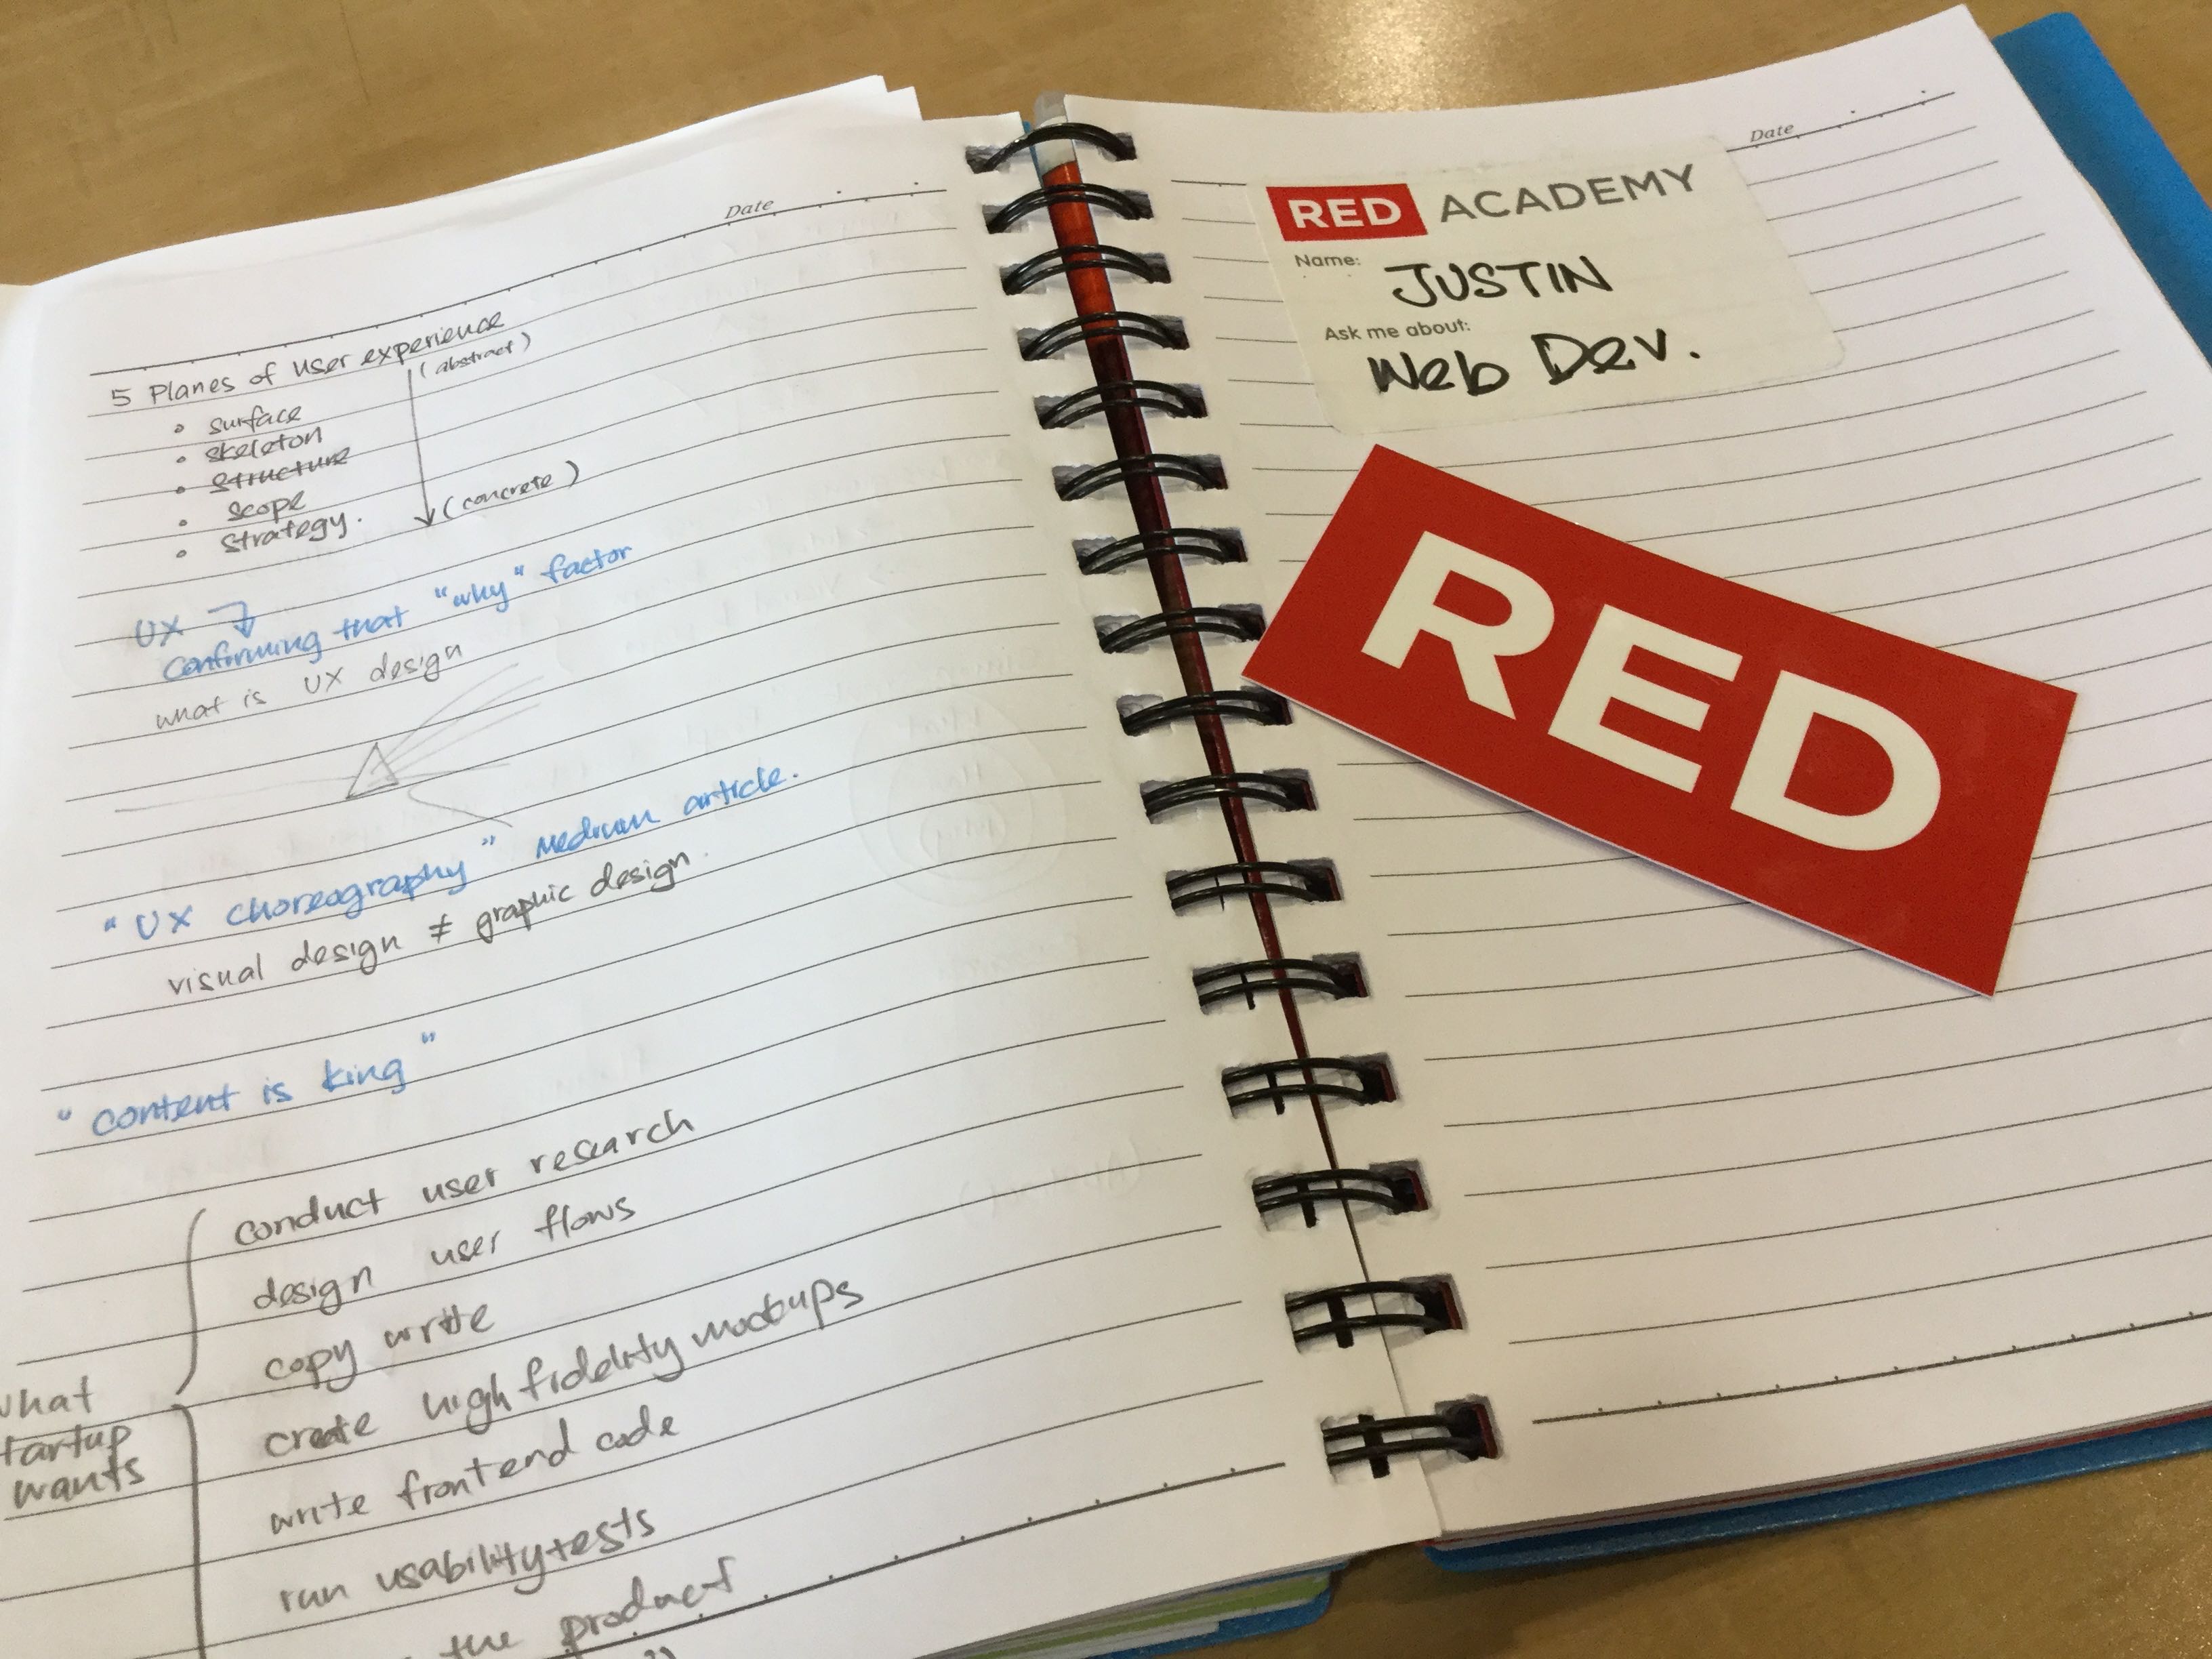 Date
5 Planes of user experience
(abstract)
• surface
• skeleton
• structure
• scope
• strategy.
(concrete)
UX
confirming that "why" factor
what is UX design
"UX choreography" Medium article.
visual design ≠ graphic design.
"content is king"
conduct user research
design user flows
copy write
create high fidelity mockups
write frontend code
run usability tests
the product
what
startup
wants
Date
RED ACADEMY
Name:
JUSTIN
Ask me about:
Web Dev.
RED